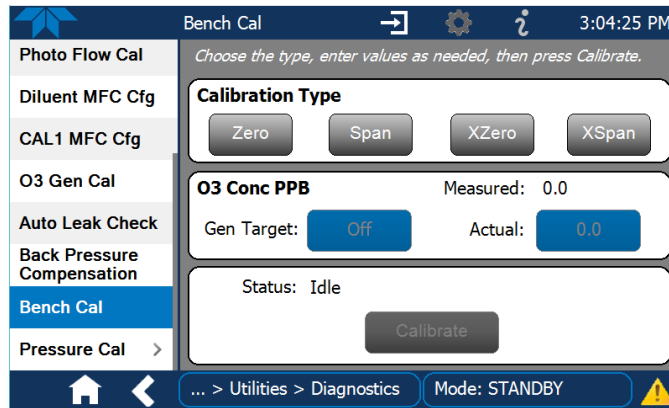 Bench Cal
3:04:25 PM
Photo Flow Cal
Diluent MFC Cfg
CAL1 MFC Cfg
O3 Gen Cal
Auto Leak Check
Back Pressure
Compensation
Bench Cal
Pressure Cal >
Choose the type, enter values as needed, then press Calibrate.
Calibration Type
Zero Span XZero XSpan
O3 Conc PPB Measured: 0.0
Gen Target: Off Actual: 0.0
Status: Idle
Calibrate
... > Utilities > Diagnostics
Mode: STANDBY